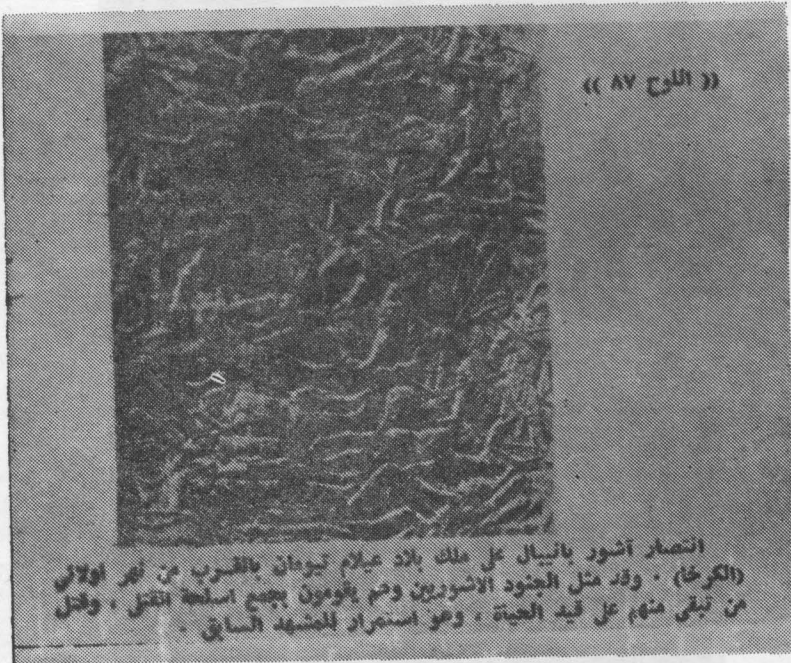 (( اللوح ٨٧ ))
انتصار آشور بانيبال على ملك بلاد عيلام تيومان بالقرب من نهر اولائي
(الكرخا) . وقد مثل الجنود الاشوريين وهم يقومون بجمع اسلحة القتلى ، وقتل
من تبقى منهم على قيد الحياة ، وهو استمرار للمشهد السابق .